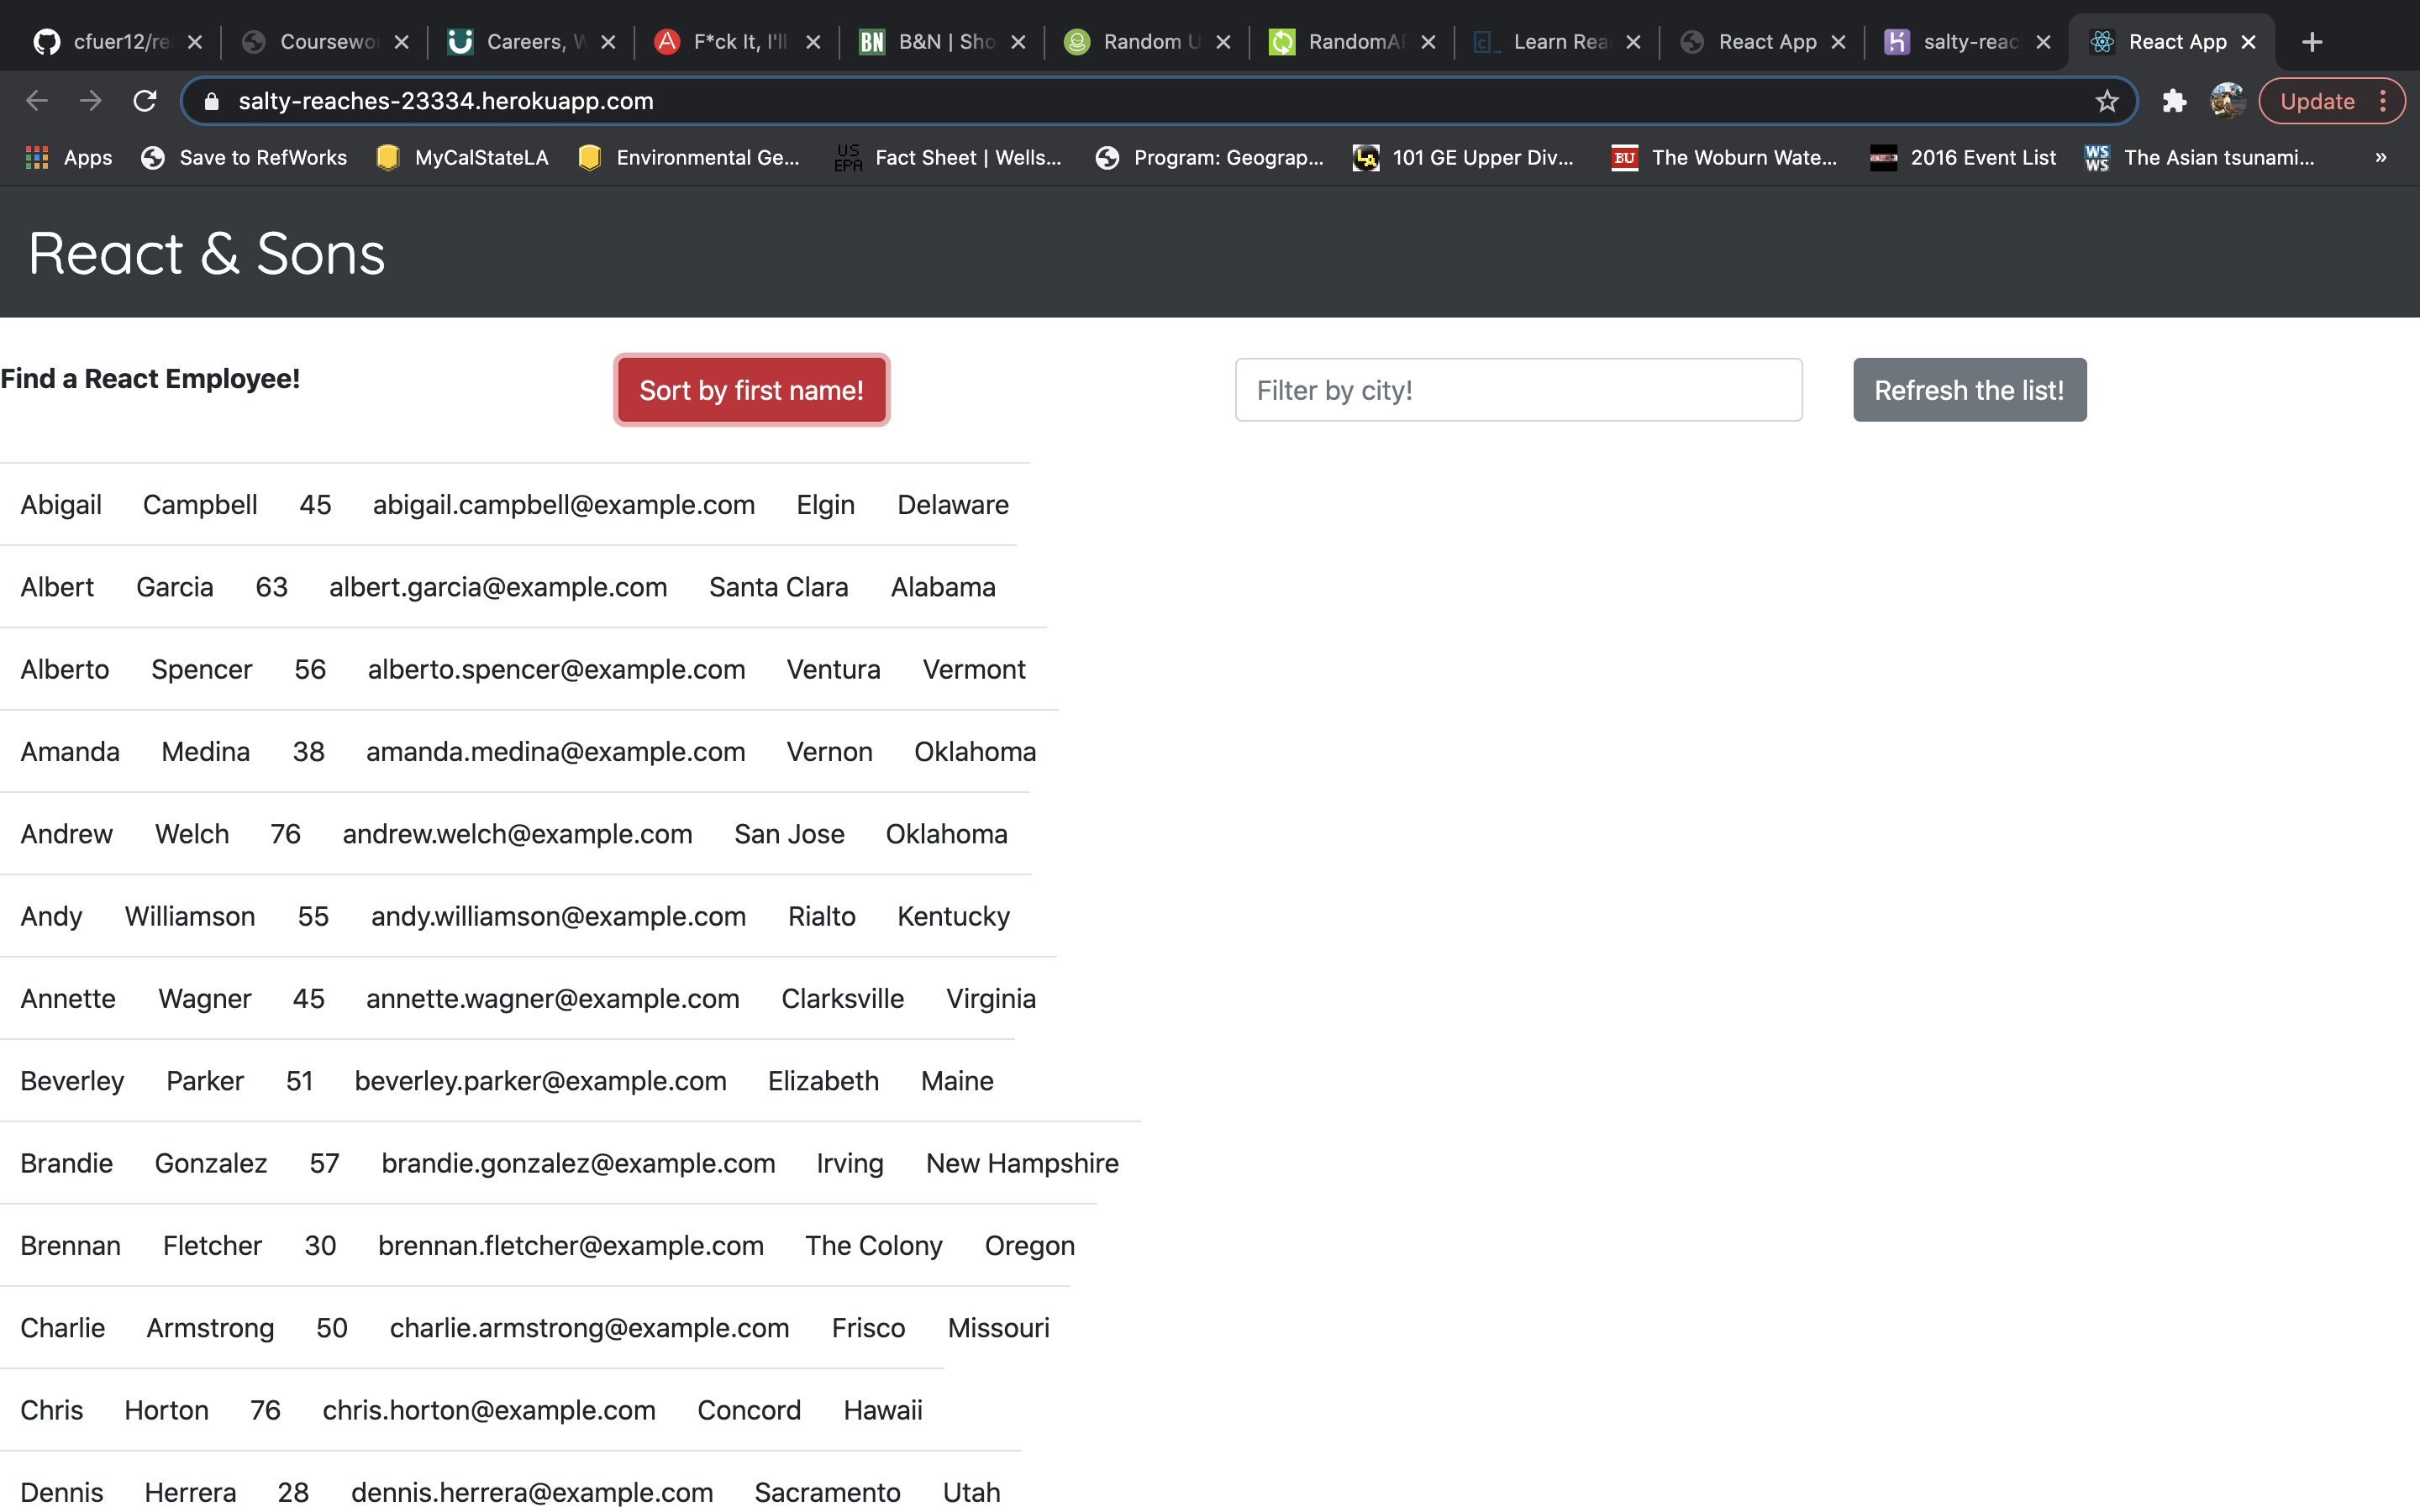 cfuer12/re Coursewor Careers, W F*ck It, I'll B&N | Sho Random U RandomAP Learn Rea React App salty-reac React App
salty-reaches-23334.herokuapp.com Update
Apps Save to RefWorks MyCalStateLA Environmental Ge... US EPA Fact Sheet | Wells... Program: Geograp... LA 101 GE Upper Div... BU The Woburn Wate... 2016 Event List WS WS The Asian tsunami... »
React & Sons
Find a React Employee! Sort by first name! Filter by city! Refresh the list!
Abigail Campbell 45 abigail.campbell@example.com Elgin Delaware
Albert Garcia 63 albert.garcia@example.com Santa Clara Alabama
Alberto Spencer 56 alberto.spencer@example.com Ventura Vermont
Amanda Medina 38 amanda.medina@example.com Vernon Oklahoma
Andrew Welch 76 andrew.welch@example.com San Jose Oklahoma
Andy Williamson 55 andy.williamson@example.com Rialto Kentucky
Annette Wagner 45 annette.wagner@example.com Clarksville Virginia
Beverley Parker 51 beverley.parker@example.com Elizabeth Maine
Brandie Gonzalez 57 brandie.gonzalez@example.com Irving New Hampshire
Brennan Fletcher 30 brennan.fletcher@example.com The Colony Oregon
Charlie Armstrong 50 charlie.armstrong@example.com Frisco Missouri
Chris Horton 76 chris.horton@example.com Concord Hawaii
Dennis Herrera 28 dennis.herrera@example.com Sacramento Utah